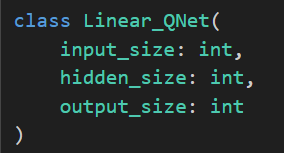 class Linear_QNet(
    input_size: int,
    hidden_size: int,
    output_size: int
)